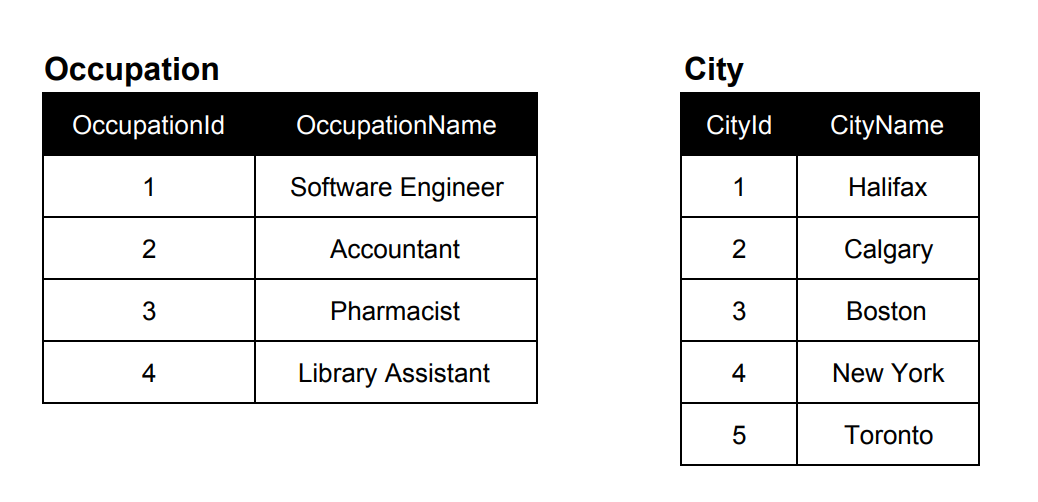 Occupation
OccupationId OccupationName
1 Software Engineer
2 Accountant
3 Pharmacist
4 Library Assistant
City
CityId CityName
1 Halifax
2 Calgary
3 Boston
4 New York
5 Toronto